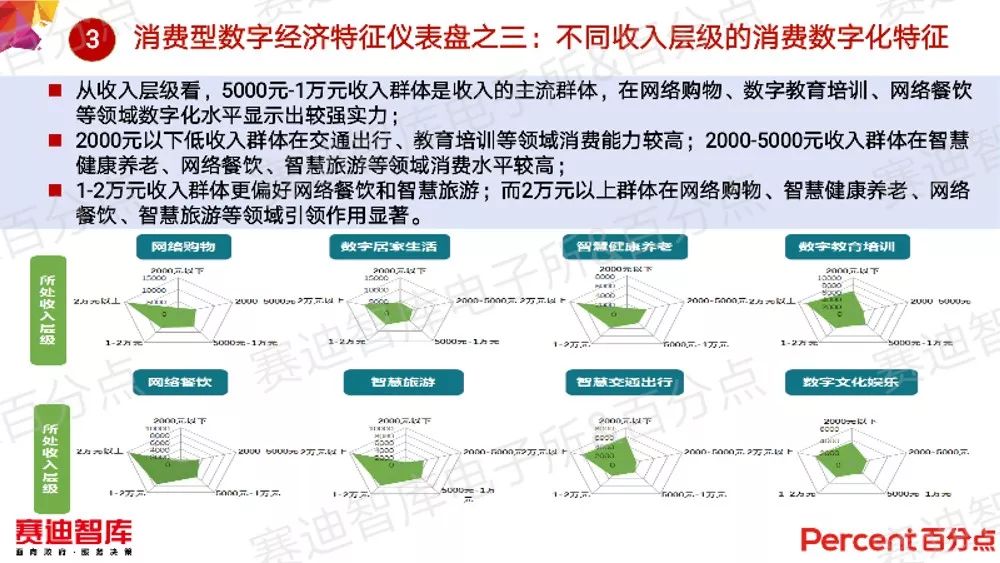 3
消费型数字经济特征仪表盘之三：不同收入层级的消费数字化特征
从收入层级看，5000元-1万元收入群体是收入的主流群体，在网络购物、数字教育培训、网络餐饮
等领域数字化水平显示出较强实力；
2000元以下低收入群体在交通出行、教育培训等领域消费能力较高；2000-5000元收入群体在智慧
健康养老、网络餐饮、智慧旅游等领域消费水平较高；
1-2万元收入群体更偏好网络餐饮和智慧旅游；而2万元以上群体在网络购物、智慧健康养老、网络
餐饮、智慧旅游等领域引领作用显著。
所处收入层级
网络购物
2000元以下
15000
10000
0
2万元以上
2000-5000元
1-2万元
5000元-1万元
数字居家生活
2000元以下
15000
10000
5000
0
2万元以上
2000-5000元
1-2万元
5000元-1万元
智慧健康养老
2000元以下
8000
6000
4000
0
2万元以上
2000-5000元
1-2万元
5000元-1万元
数字教育培训
2000元以下
8000
6000
4000
2000
0
2万元以上
2000-5000元
1-2万元
5000元-1万元
所处收入层级
网络餐饮
2000元以下
10000
8000
6000
4000
0
2万元以上
2000-5000元
1-2万元
5000元-1万元
智慧旅游
2000元以下
10000
8000
6000
4000
0
2万元以上
2000-5000元
1-2万元
5000元-1万
元
智慧交通出行
2000元以下
8000
6000
4000
2000
0
2万元以上
2000-5000元
1-2万元
5000元-1万元
数字文化娱乐
2000元以下
8000
6000
4000
2000
0
2万元以上
2000-5000元
1-2万元
5000元-1万元
赛迪智库
面向政府·服务决策
Percent百分点
赛迪智库电子所&百分点